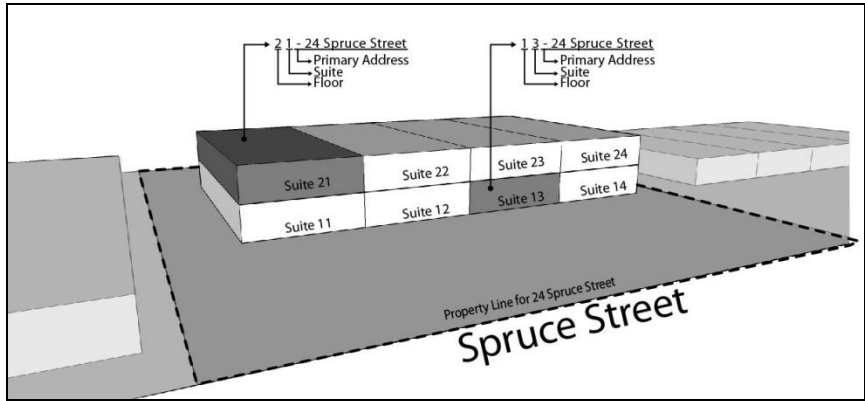 2 1 - 24 Spruce Street
Primary Address
Suite
Floor
1 3 - 24 Spruce Street
Primary Address
Suite
Floor
Suite 21
Suite 22
Suite 23
Suite 24
Suite 11
Suite 12
Suite 13
Suite 14
Property Line for 24 Spruce Street
Spruce Street